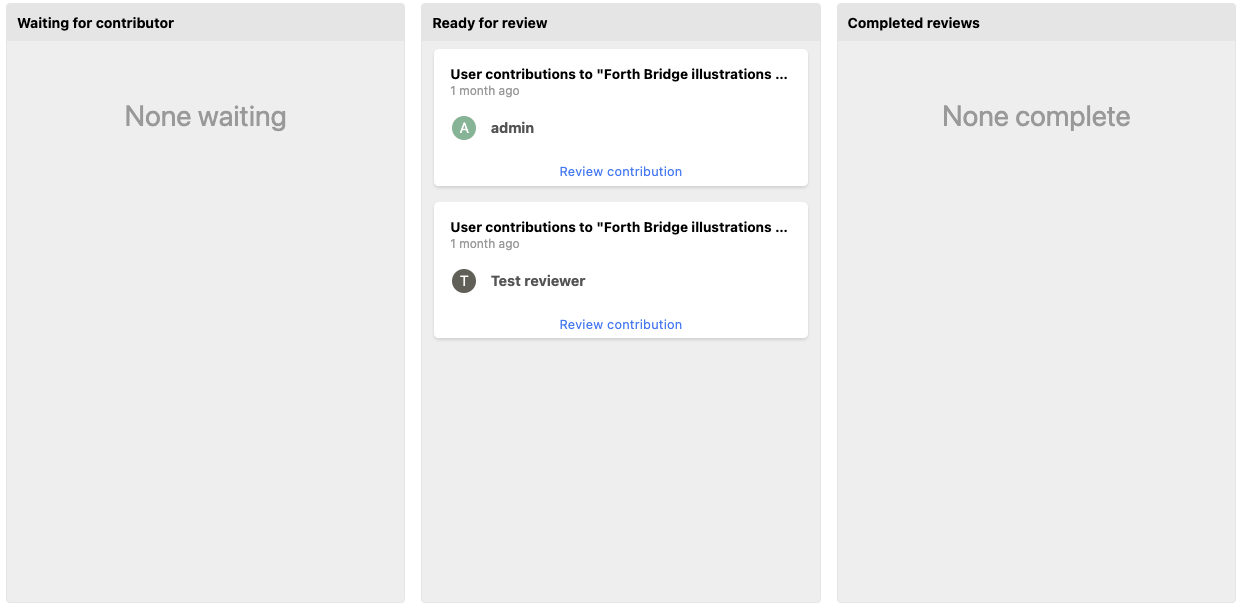 Waiting for contributor
None waiting
Ready for review
User contributions to "Forth Bridge illustrations ...
1 month ago
A admin
Review contribution
User contributions to "Forth Bridge illustrations ...
1 month ago
T Test reviewer
Review contribution
Completed reviews
None complete